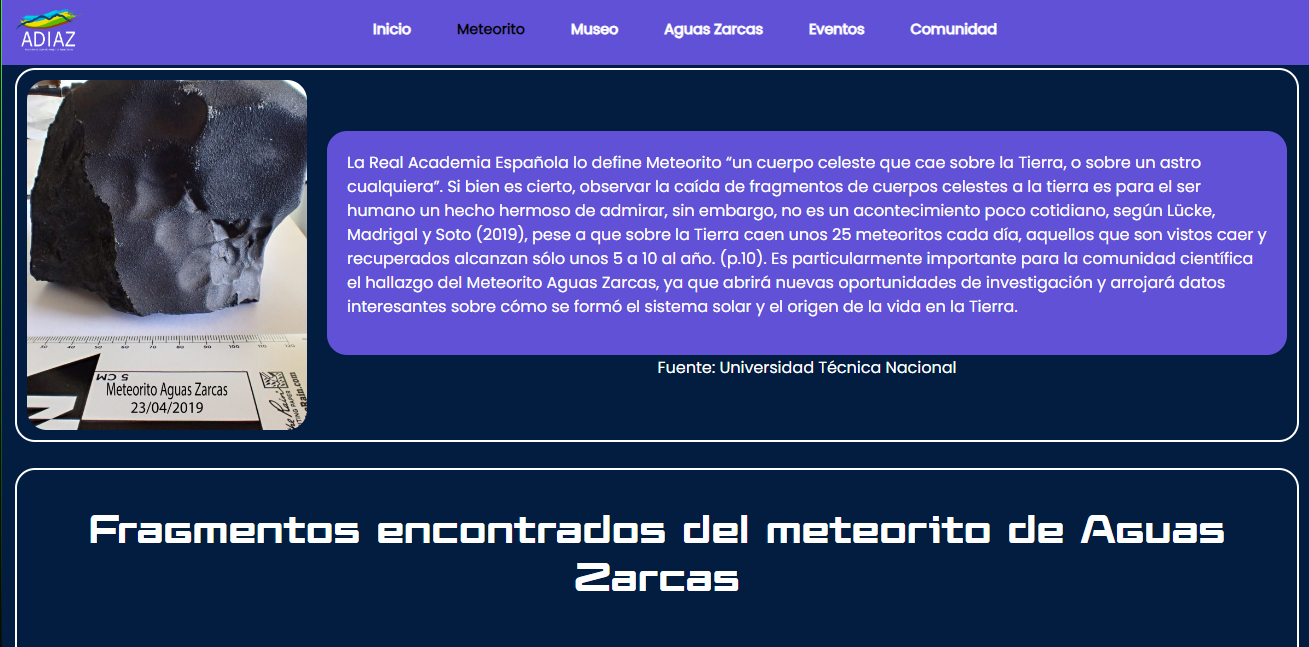 ADIAZ
Inicio
Meteorito
Museo
Aguas Zarcas
Eventos
Comunidad
La Real Academia Española lo define Meteorito “un cuerpo celeste que cae sobre la Tierra, o sobre un astro
cualquiera”. Si bien es cierto, observar la caída de fragmentos de cuerpos celestes a la tierra es para el ser
humano un hecho hermoso de admirar, sin embargo, no es un acontecimiento poco cotidiano, según Lücke,
Madrigal y Soto (2019), pese a que sobre la Tierra caen unos 25 meteoritos cada día, aquellos que son vistos caer y
recuperados alcanzan sólo unos 5 a 10 al año. (p.10). Es particularmente importante para la comunidad científica
el hallazgo del Meteorito Aguas Zarcas, ya que abrirá nuevas oportunidades de investigación y arrojará datos
interesantes sobre cómo se formó el sistema solar y el origen de la vida en la Tierra.
Fuente: Universidad Técnica Nacional
5 CM
Meteorito Aguas Zarcas
23/04/2019
Fragmentos encontrados del meteorito de Aguas
Zarcas